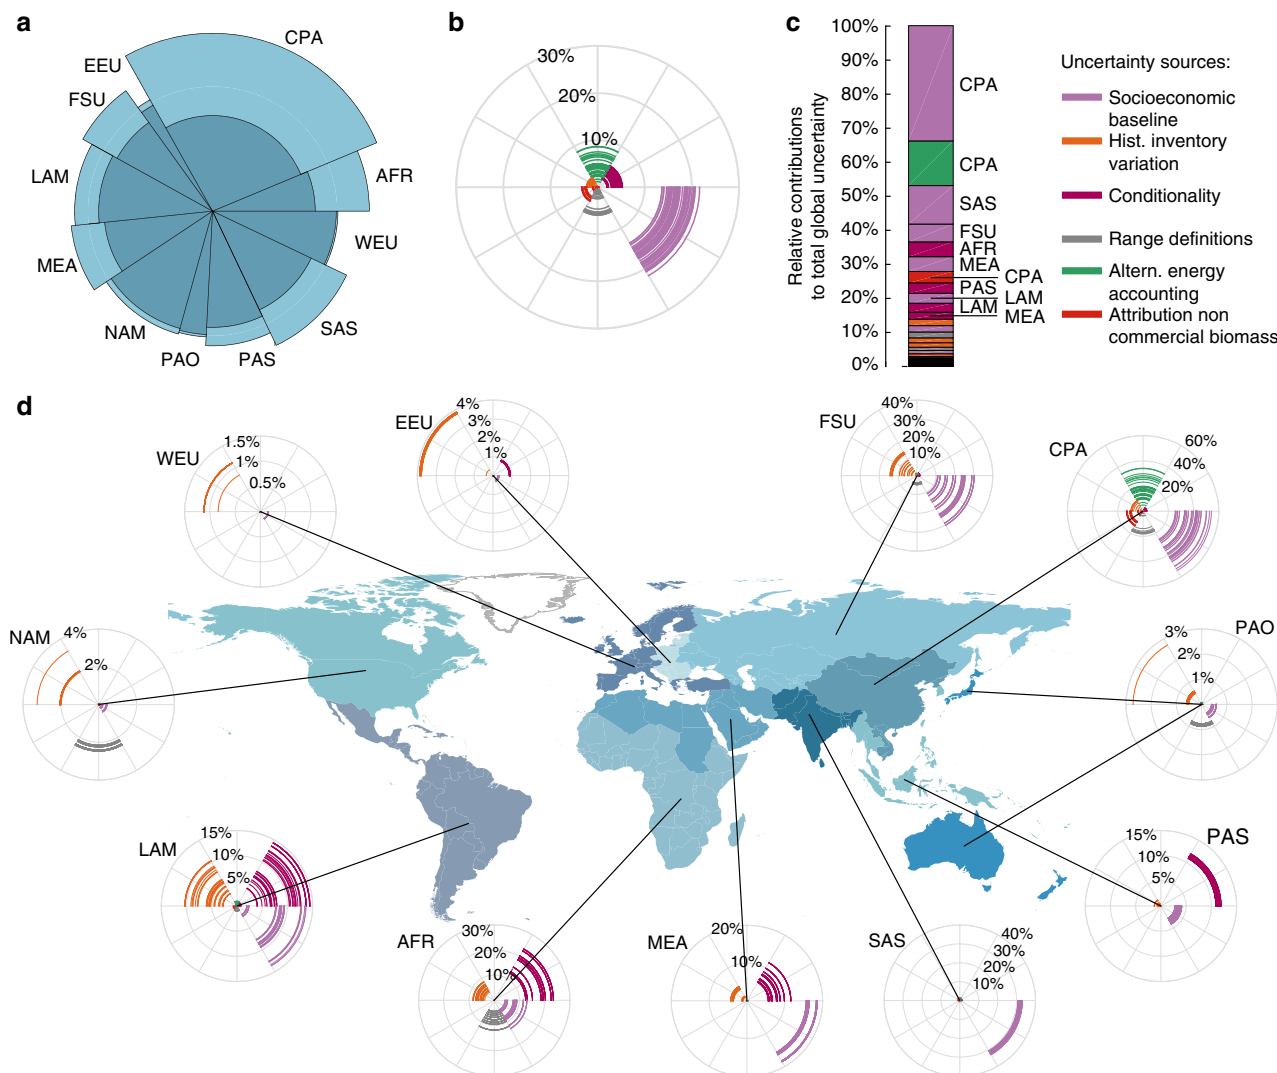 a
CPA
EEU
FSU
LAM
AFR
WEU
MEA
SAS
NAM
PAO
PAS
b
30%
20%
10%
c
Relative contributions
to total global uncertainty
100%
90%
80%
70%
60%
50%
40%
30%
20%
10%
0%
CPA
CPA
SAS
FSU
AFR
MEA
CPA
PAS
LAM
LAM
MEA
Uncertainty sources:
Socioeconomic
baseline
Hist. inventory
variation
Conditionality
Range definitions
Altern. energy
accounting
Attribution non
commercial biomass
d
WEU
1.5%
1%
0.5%
EEU
4%
3%
2%
1%
FSU
40%
30%
20%
10%
CPA
60%
40%
20%
NAM
4%
2%
PAO
3%
2%
1%
LAM
15%
10%
5%
AFR
30%
20%
10%
MEA
20%
10%
SAS
40%
30%
20%
10%
PAS
15%
10%
5%